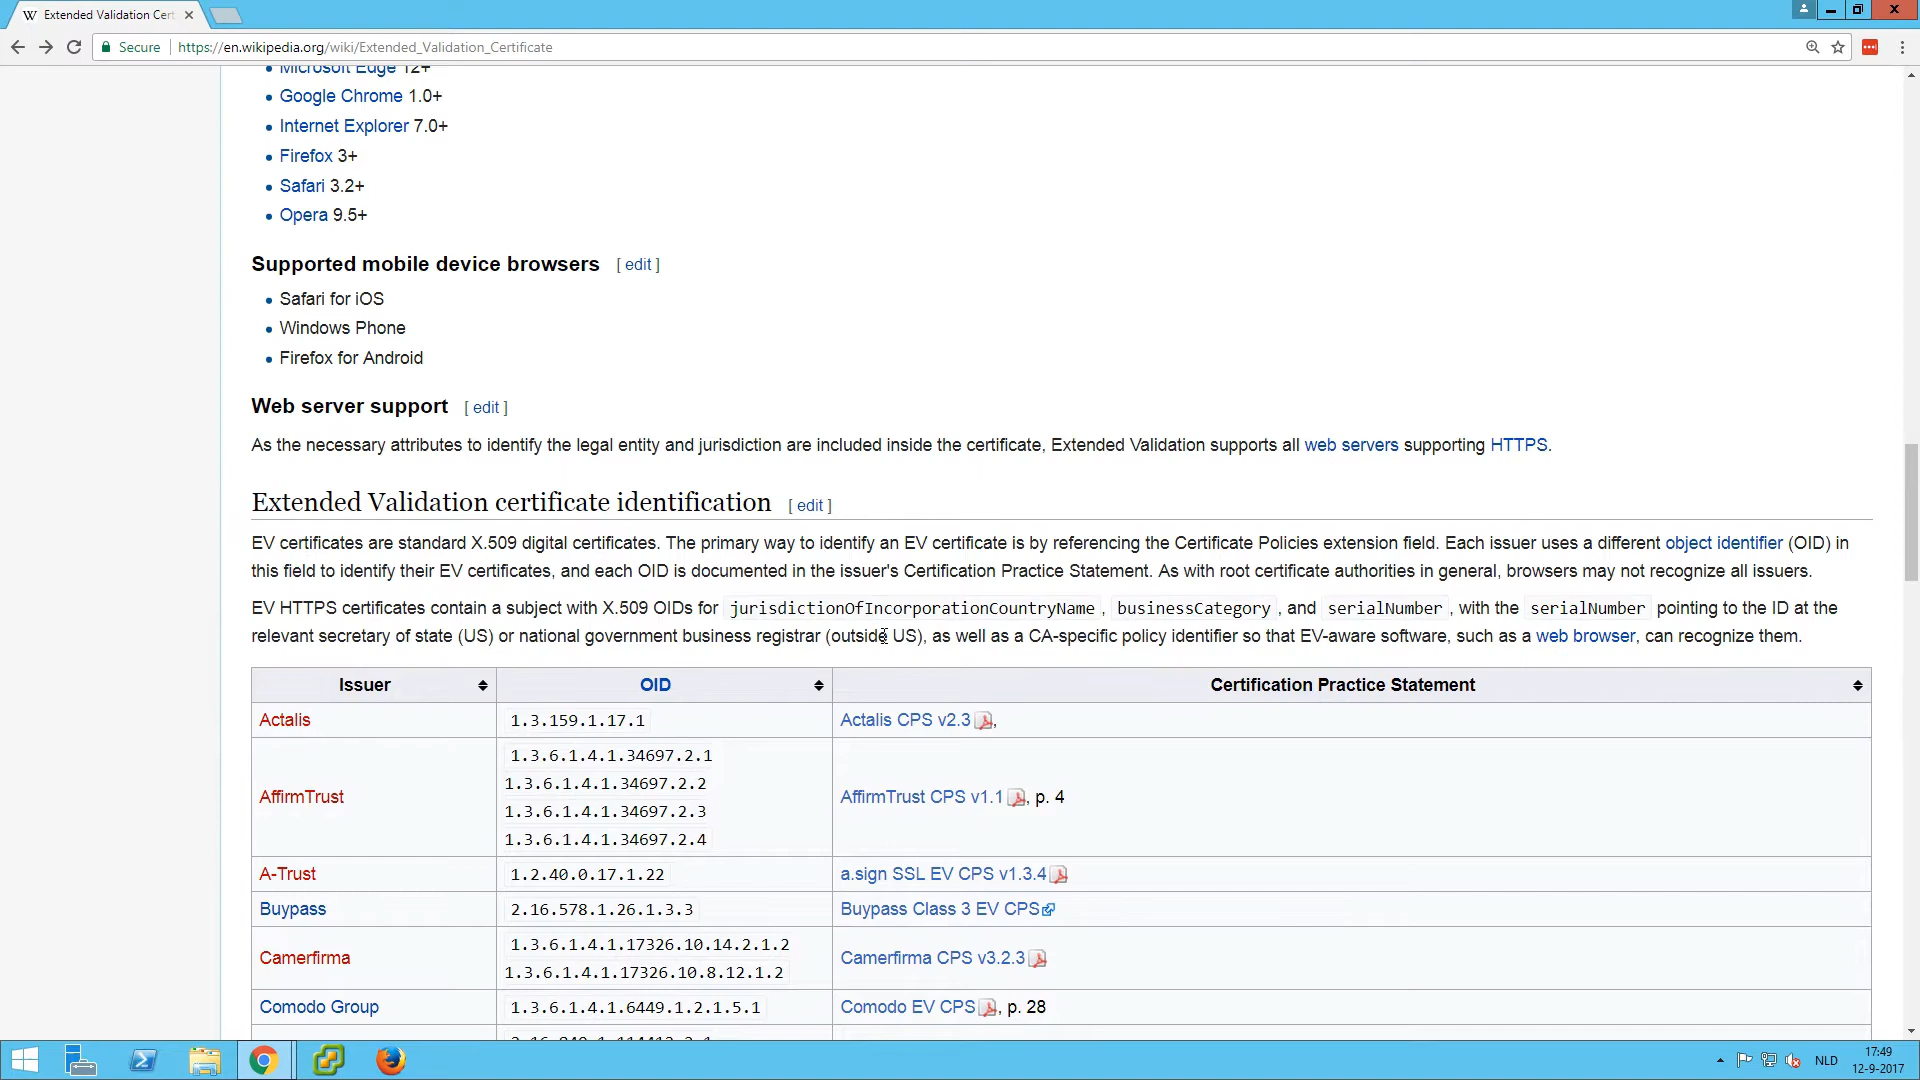 Extended Validation Cert
Secure
https://en.wikipedia.org/wiki/Extended_Validation_Certificate
Microsoft Edge 12+
Google Chrome 1.0+
Internet Explorer 7.0+
Firefox 3+
Safari 3.2+
Opera 9.5+
Supported mobile device browsers [ edit ]
Safari for iOS
Windows Phone
Firefox for Android
Web server support [ edit ]
As the necessary attributes to identify the legal entity and jurisdiction are included inside the certificate, Extended Validation supports all web servers supporting HTTPS.
Extended Validation certificate identification [ edit ]
EV certificates are standard X.509 digital certificates. The primary way to identify an EV certificate is by referencing the Certificate Policies extension field. Each issuer uses a different object identifier (OID) in
this field to identify their EV certificates, and each OID is documented in the issuer's Certification Practice Statement. As with root certificate authorities in general, browsers may not recognize all issuers.
EV HTTPS certificates contain a subject with X.509 OIDs for jurisdictionOfIncorporationCountryName, businessCategory, and serialNumber, with the serialNumber pointing to the ID at the
relevant secretary of state (US) or national government business registrar (outside US), as well as a CA-specific policy identifier so that EV-aware software, such as a web browser, can recognize them.
Issuer OID Certification Practice Statement
Actalis 1.3.159.1.17.1 Actalis CPS v2.3,
AffirmTrust
1.3.6.1.4.1.34697.2.1
1.3.6.1.4.1.34697.2.2
1.3.6.1.4.1.34697.2.3
1.3.6.1.4.1.34697.2.4
AffirmTrust CPS v1.1, p. 4
A-Trust 1.2.40.0.17.1.22 a.sign SSL EV CPS v1.3.4
Buypass 2.16.578.1.26.1.3.3 Buypass Class 3 EV CPS
Camerfirma
1.3.6.1.4.1.17326.10.14.2.1.2
1.3.6.1.4.1.17326.10.8.12.1.2
Camerfirma CPS v3.2.3
Comodo Group 1.3.6.1.4.1.6449.1.2.1.5.1 Comodo EV CPS, p. 28
NLD
17:49
12-9-2017